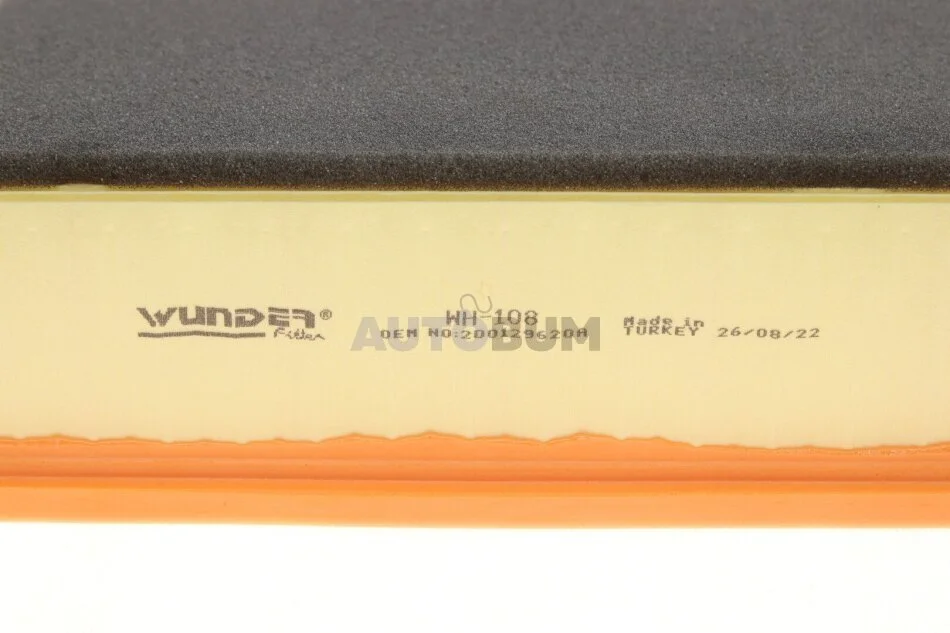 WUNDER®
Filter
WH-108
OEM NO:2D0129620A
Made in
TURKEY 26/08/22
AUTOBUM